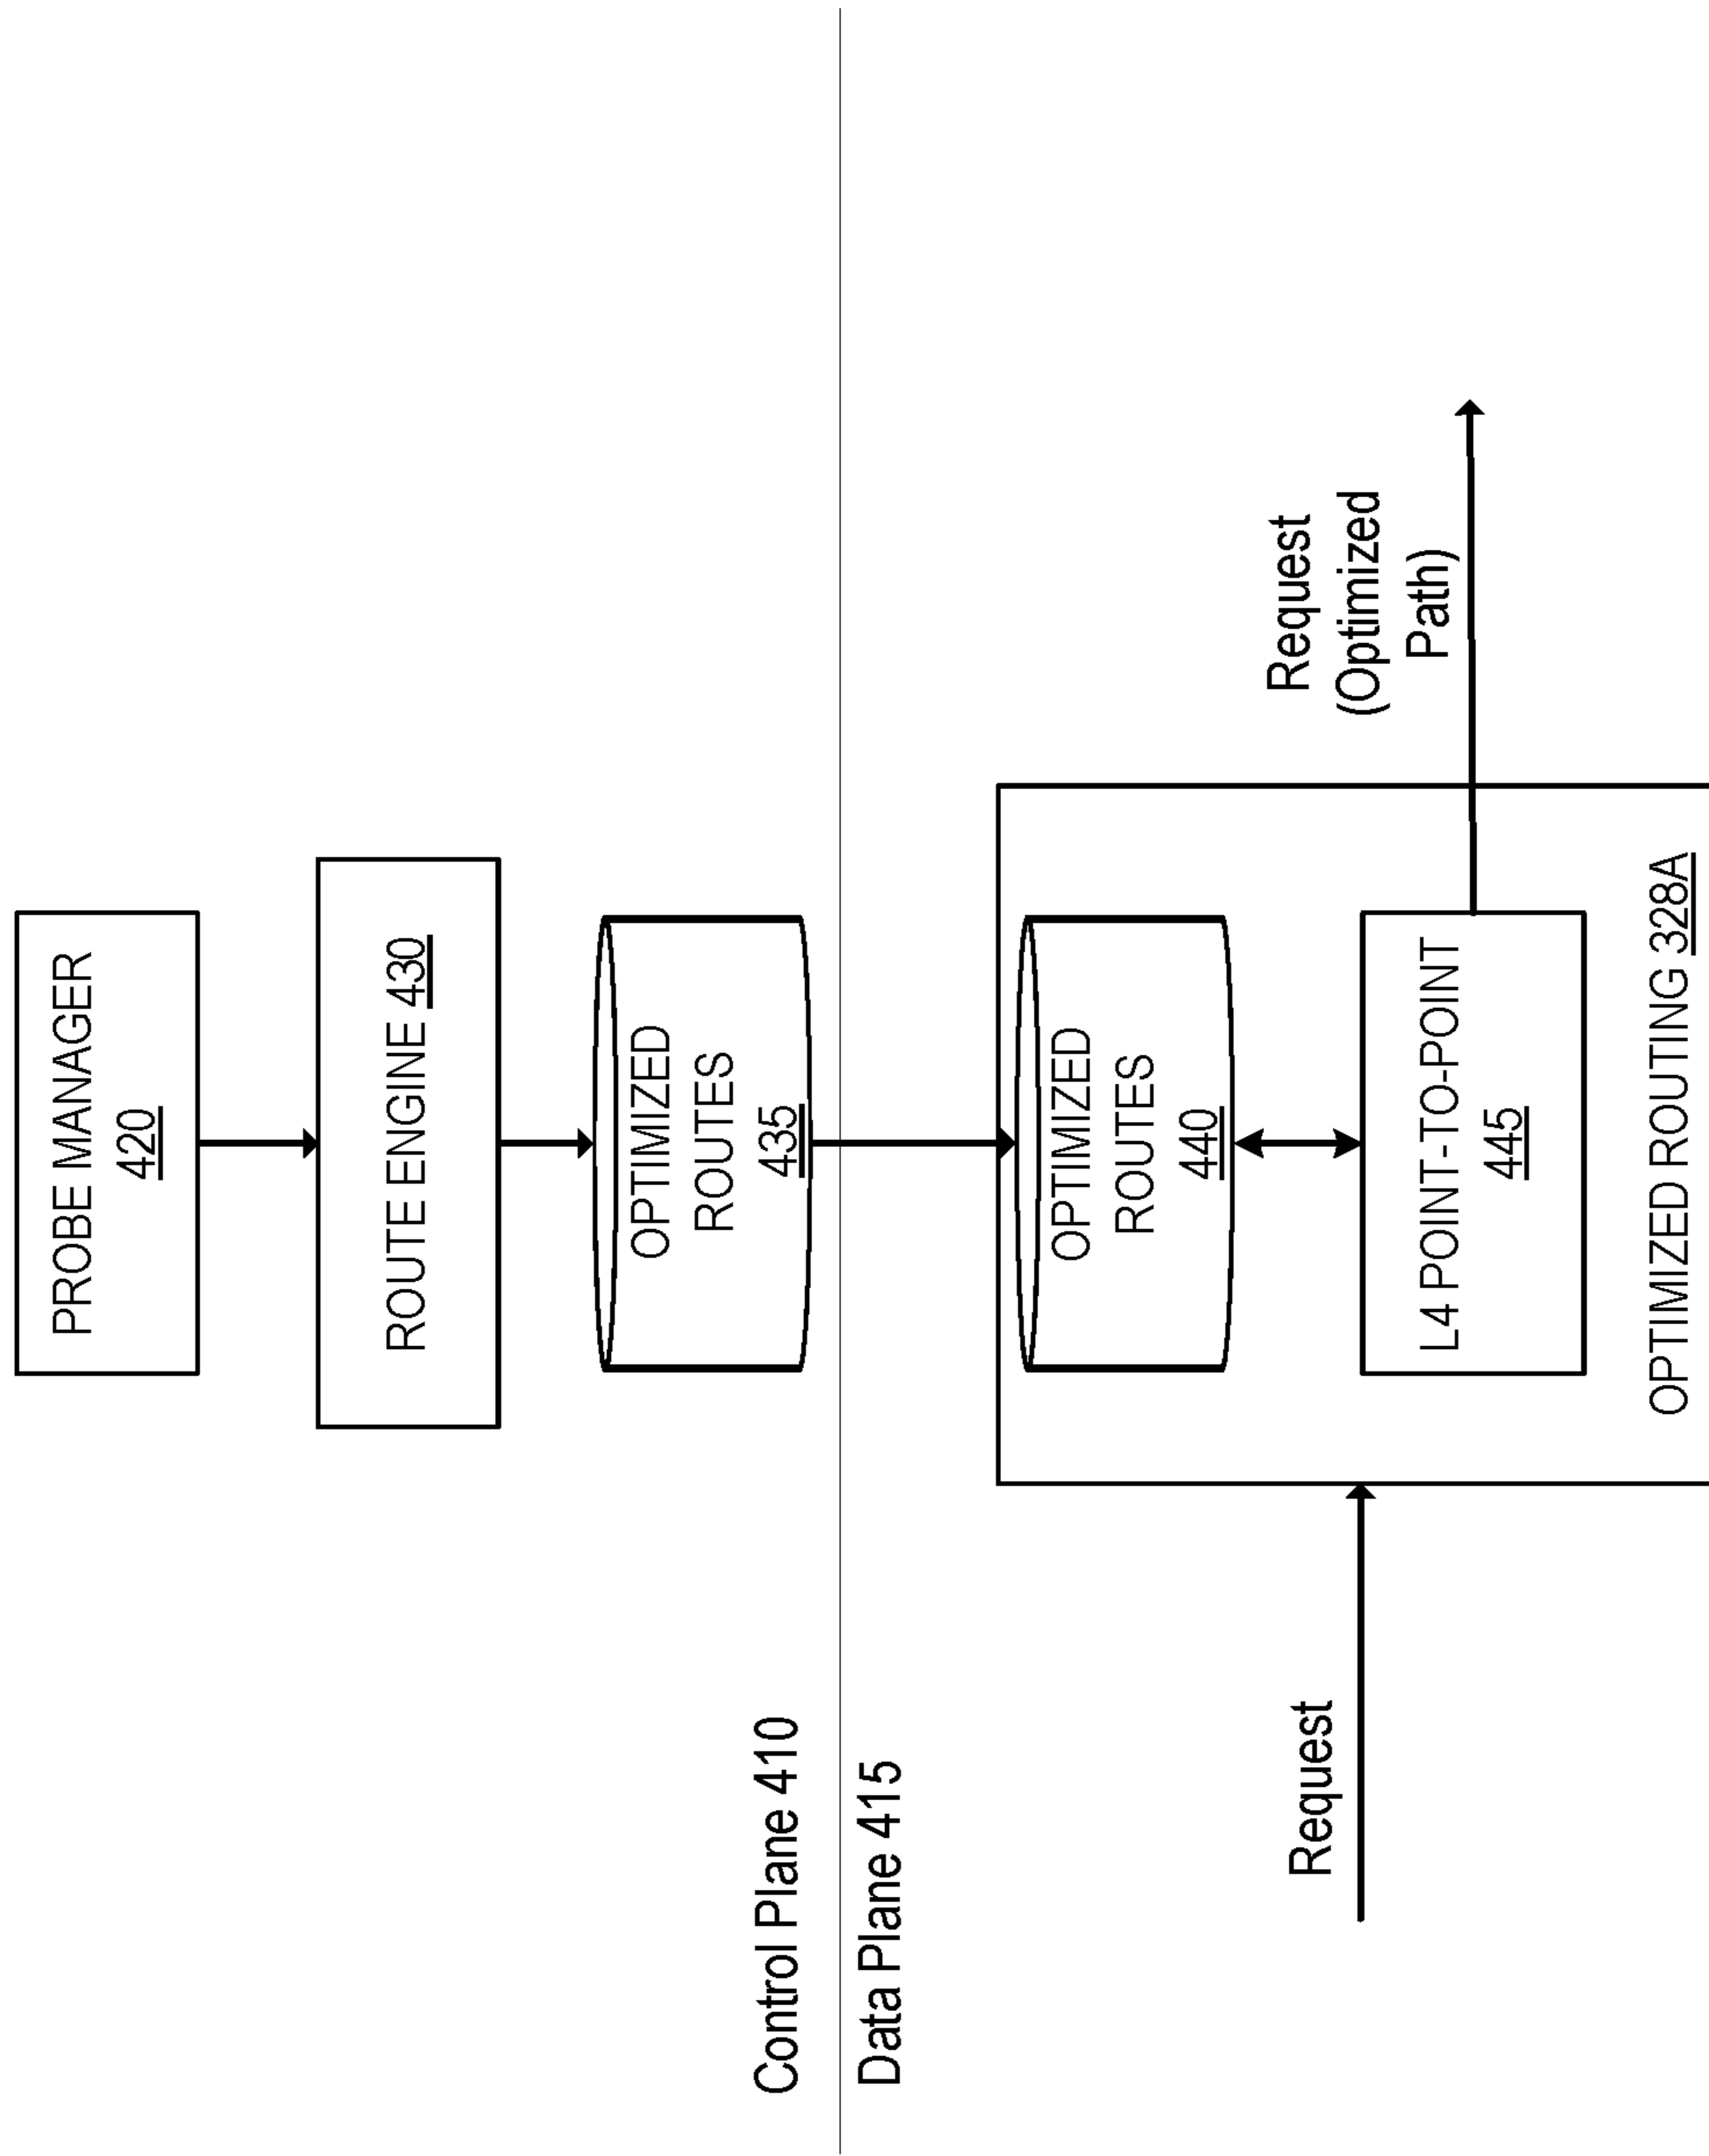 PROBE MANAGER
420
ROUTE ENGINE 430
OPTIMIZED
ROUTES
435
Control Plane 410
Data Plane 415
OPTIMIZED
ROUTES
440
Request
Request
(Optimized
Path)
L4 POINT-TO-POINT
445
OPTIMIZED ROUTING 328A